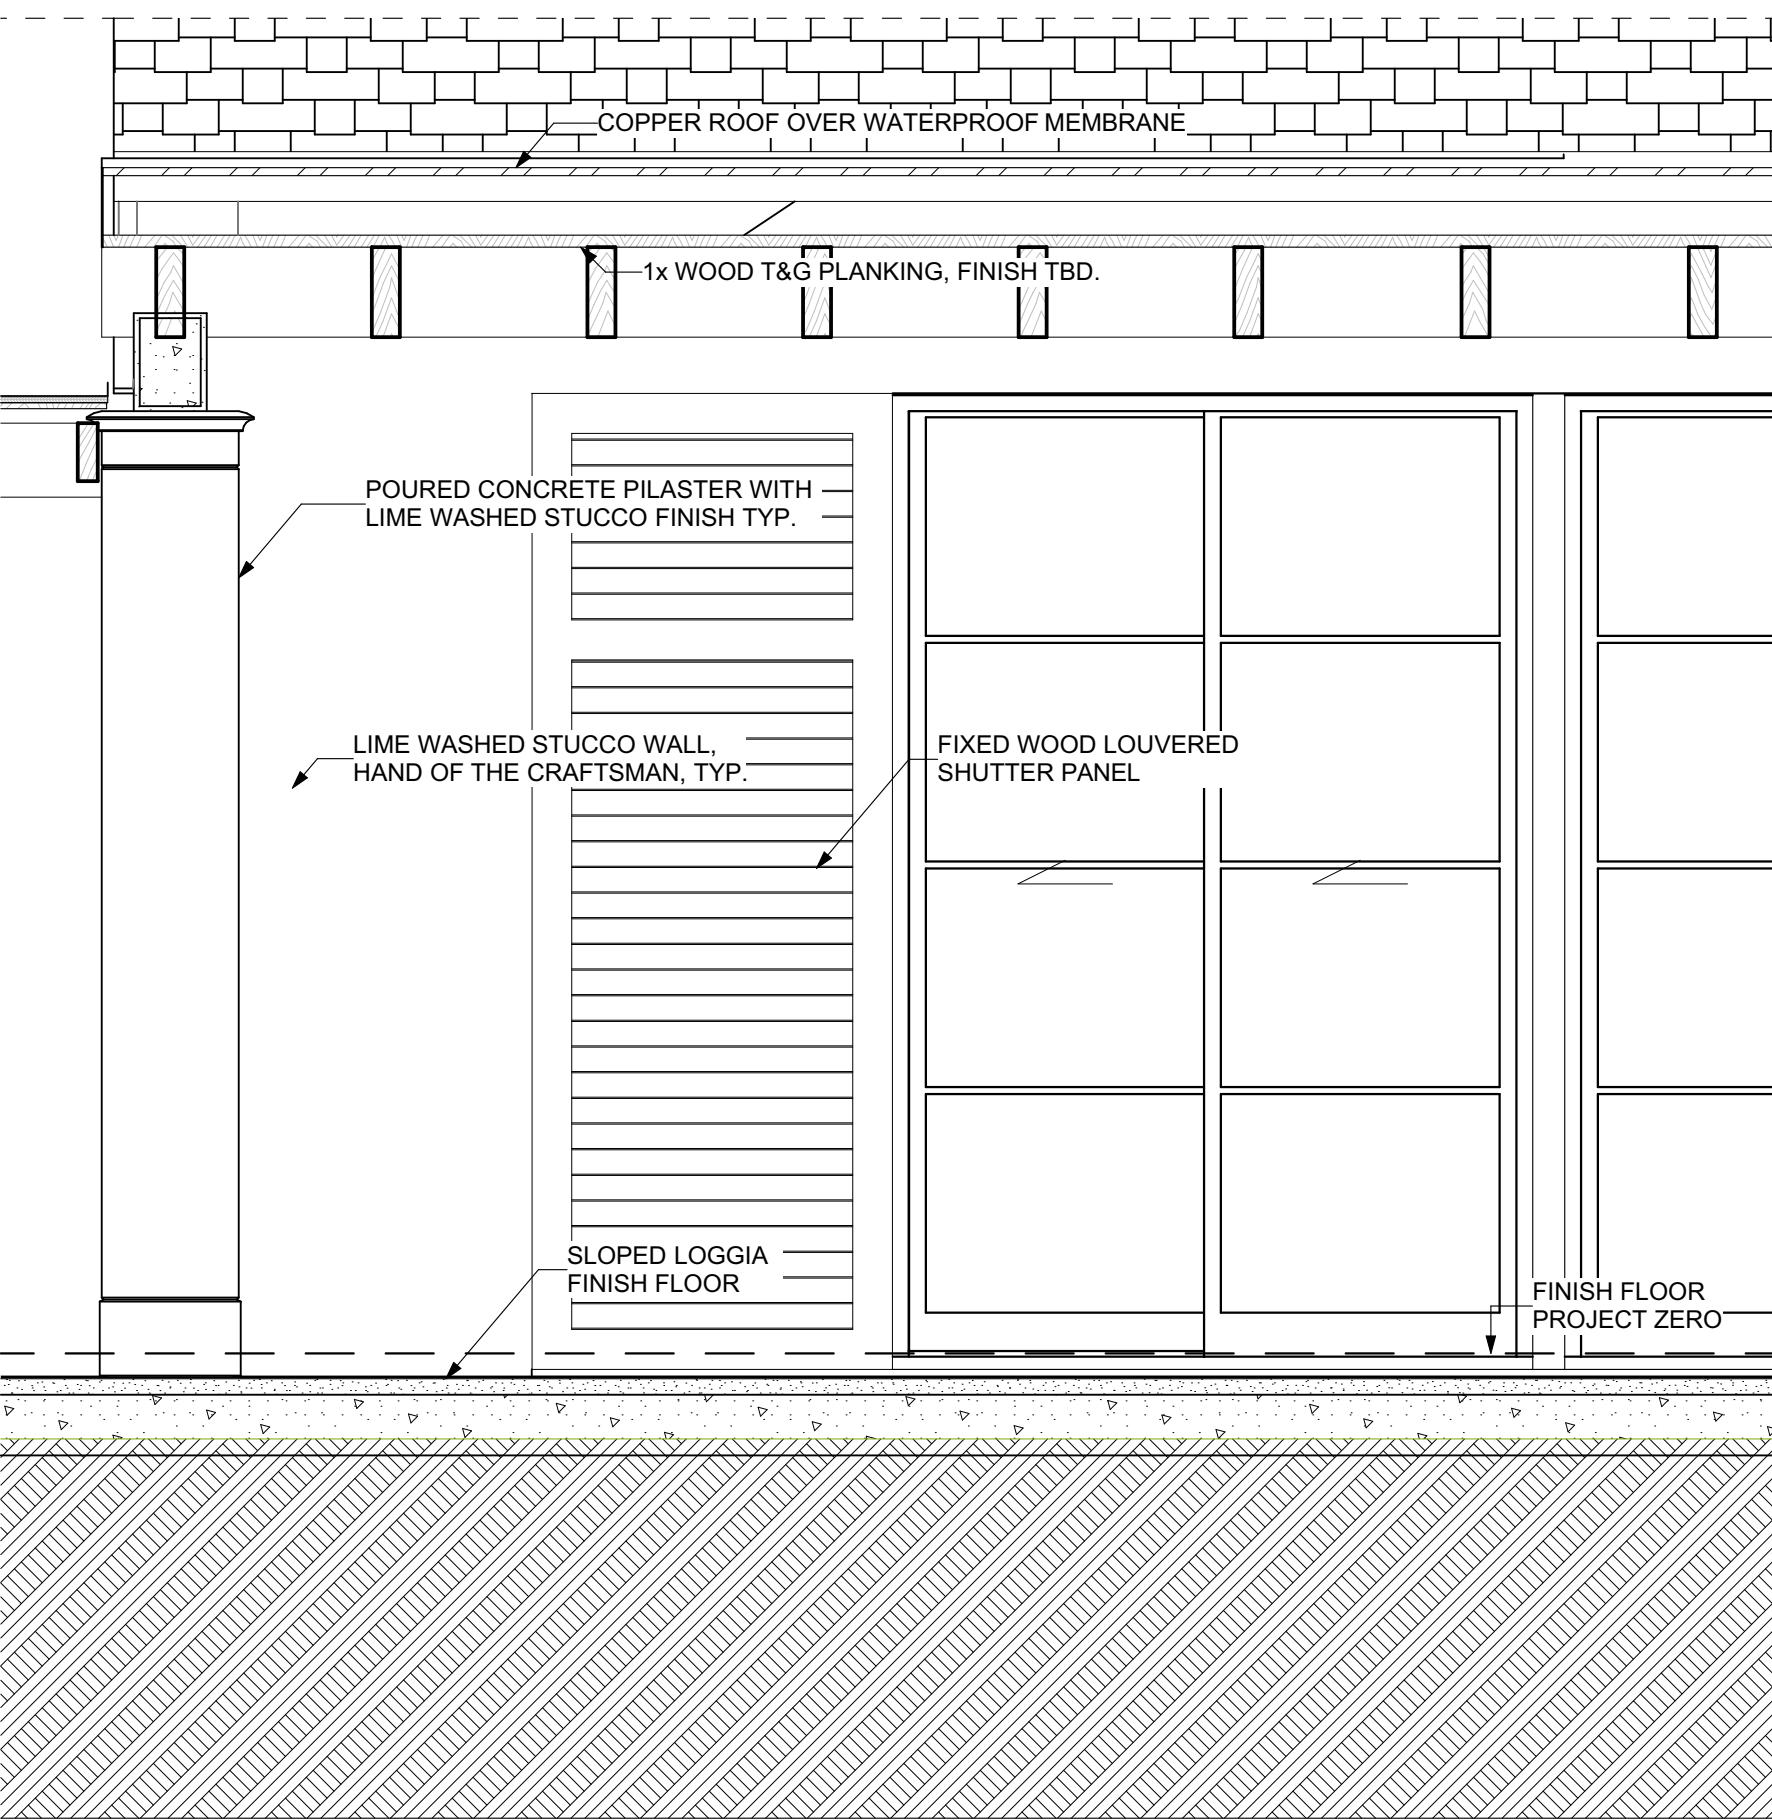 COPPER ROOF OVER WATERPROOF MEMBRANE
1x WOOD T&G PLANKING, FINISH TBD.
POURED CONCRETE PILASTER WITH
LIME WASHED STUCCO FINISH TYP.
LIME WASHED STUCCO WALL,
HAND OF THE CRAFTSMAN, TYP.
FIXED WOOD LOUVERED
SHUTTER PANEL
SLOPED LOGGIA
FINISH FLOOR
FINISH FLOOR
PROJECT ZERO